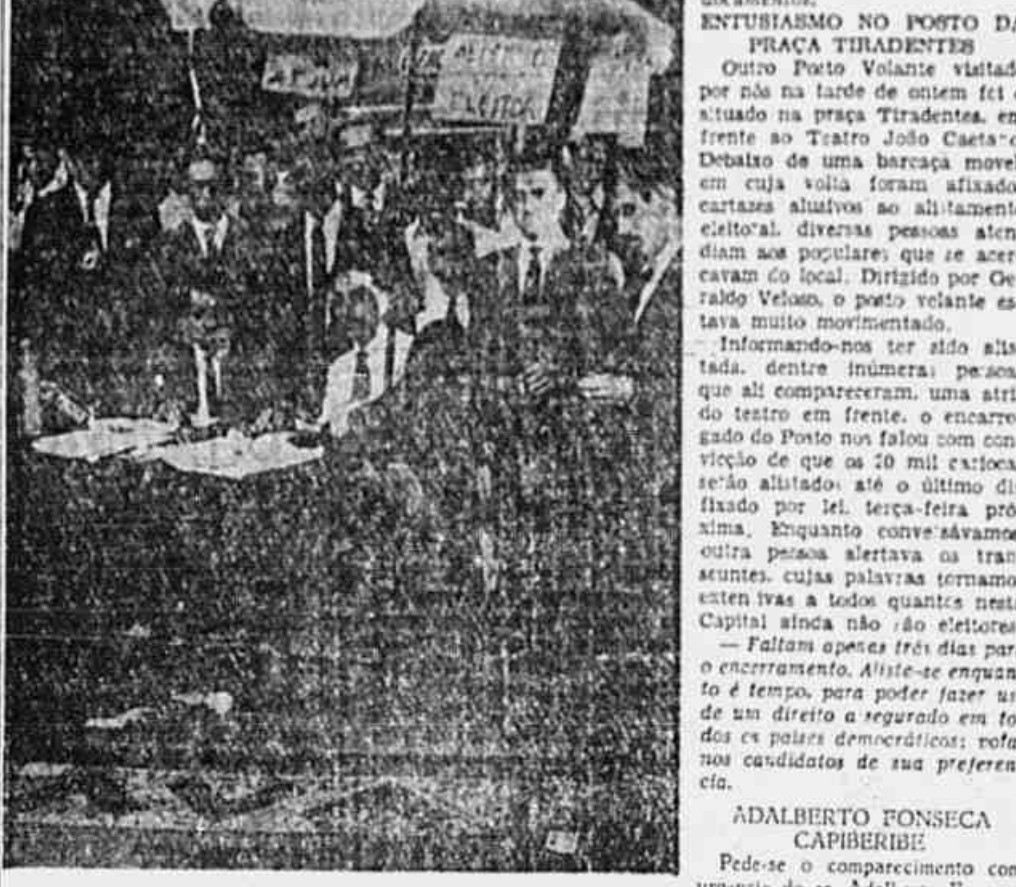 ELEITOR
documentos.
ENTUSIASMO NO POSTO DA
PRAÇA TIRADENTES
Outro Posto Volante visitad
por nós na tarde de ontem foi
situado na praça Tiradentes, em
frente ao Teatro João Caetano
Debaixo de uma barcaça movel
em cuja volta foram afixado
cartazes alusivos ao alistamento
eleitoral, diversas pessoas aten
diam aos populares que se acer
cavam do local. Dirigido por Ge
raldo Veloso, o posto volante es
tava muito movimentado.
Informando-nos ter sido alis
tada, dentre inúmeras pessoa
que ali compareceram, uma atri
do teatro em frente, o encarre
gado do Posto nos falou com con
vicção de que os 20 mil cariocas
serão alistados até o último di
fixado por lei, terça-feira pró
xima. Enquanto conversávamos
outra pessoa alertava os tran
seuntes, cujas palavras tornamo
extensivas a todos quantos nesta
Capital ainda não são eleitores
— Faltam apenas três dias par
o encerrramento. Aliste-se enquan
to é tempo, para poder fazer us
de um direito assegurado em to
dos os países democráticos: vota
nos candidatos de sua preferen
cia.
ADALBERTO FONSECA
CAPIBERIBE
Pede-se o comparecimento com